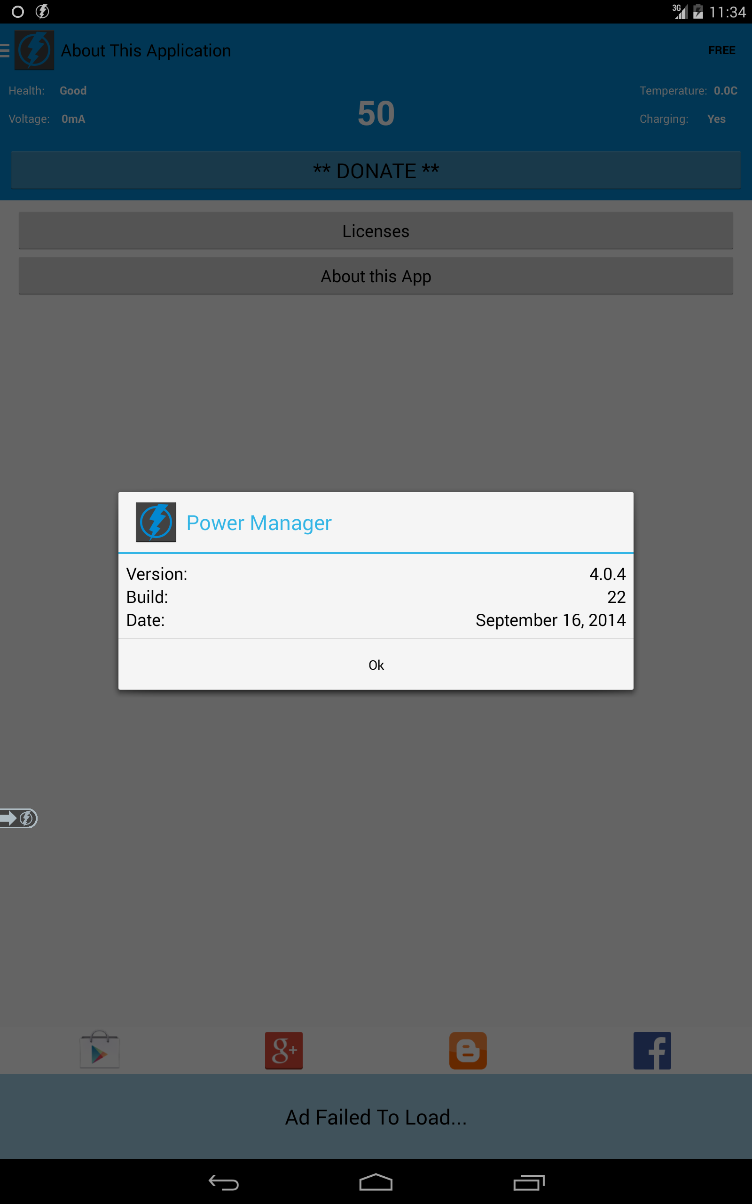 3G 11:34
About This Application FREE
Health: Good
Voltage: 0mA
50
Temperature: 0.0C
Charging: Yes
** DONATE **
Licenses
About this App
Power Manager
Version: 4.0.4
Build: 22
Date: September 16, 2014
Ok
g+
f
Ad Failed To Load...